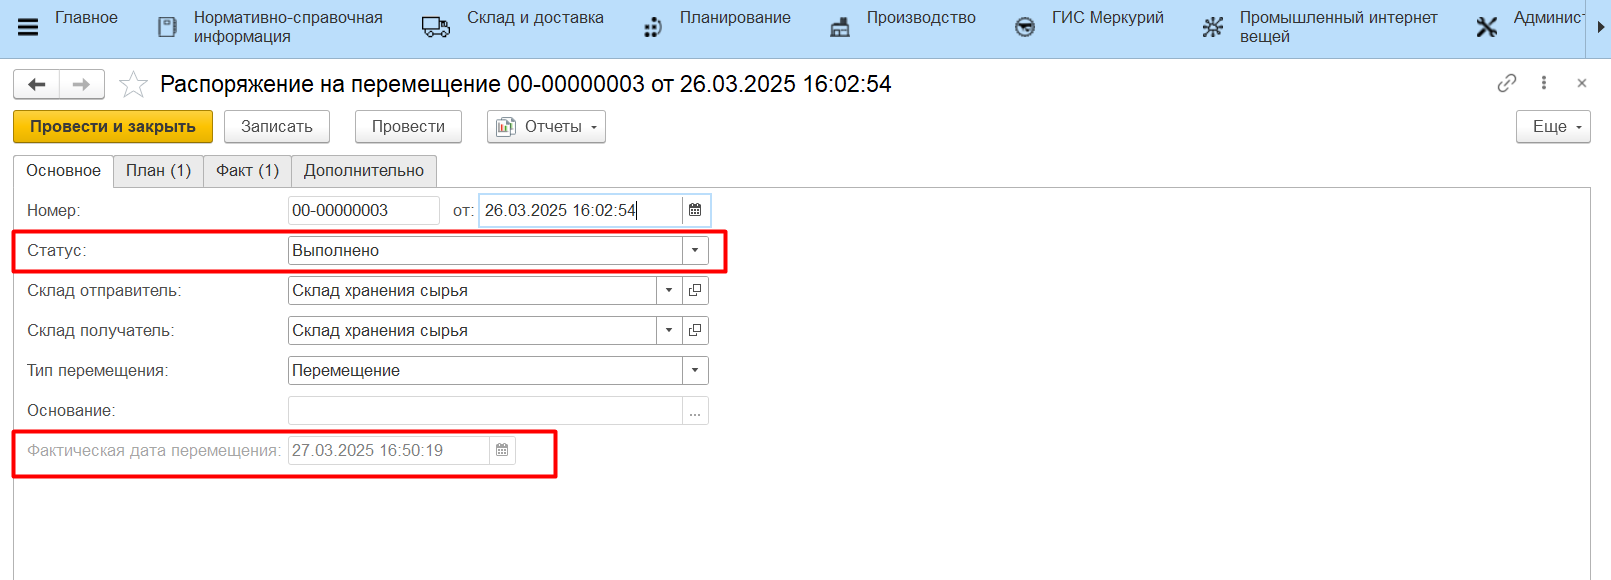 Главное
Нормативно-справочная
информация
Склад и доставка
Планирование
Производство
ГИС Меркурий
Промышленный интернет
вещей
Админис
Распоряжение на перемещение 00-00000003 от 26.03.2025 16:02:54
Провести и закрыть
Записать
Провести
Отчеты
Еще
Основное
План (1)
Факт (1)
Дополнительно
Номер: 00-00000003 от: 26.03.2025 16:02:54
Статус: Выполнено
Склад отправитель: Склад хранения сырья
Склад получатель: Склад хранения сырья
Тип перемещения: Перемещение
Основание: ...
Фактическая дата перемещения: 27.03.2025 16:50:19